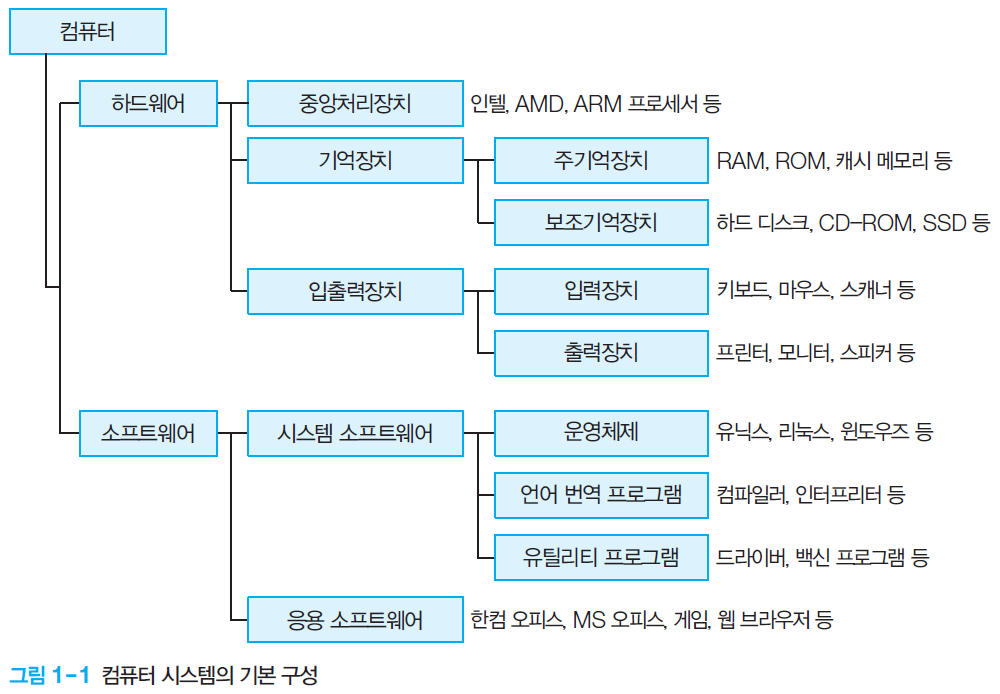 컴퓨터
하드웨어
중앙처리장치
인텔, AMD, ARM 프로세서 등
기억장치
주기억장치
RAM, ROM, 캐시 메모리 등
보조기억장치
하드 디스크, CD-ROM, SSD 등
입출력장치
입력장치
키보드, 마우스, 스캐너 등
출력장치
프린터, 모니터, 스피커 등
소프트웨어
시스템 소프트웨어
운영체제
유닉스, 리눅스, 윈도우즈 등
언어 번역 프로그램
컴파일러, 인터프리터 등
유틸리티 프로그램
드라이버, 백신 프로그램 등
응용 소프트웨어
한컴 오피스, MS 오피스, 게임, 웹 브라우저 등
그림 1-1 컴퓨터 시스템의 기본 구성